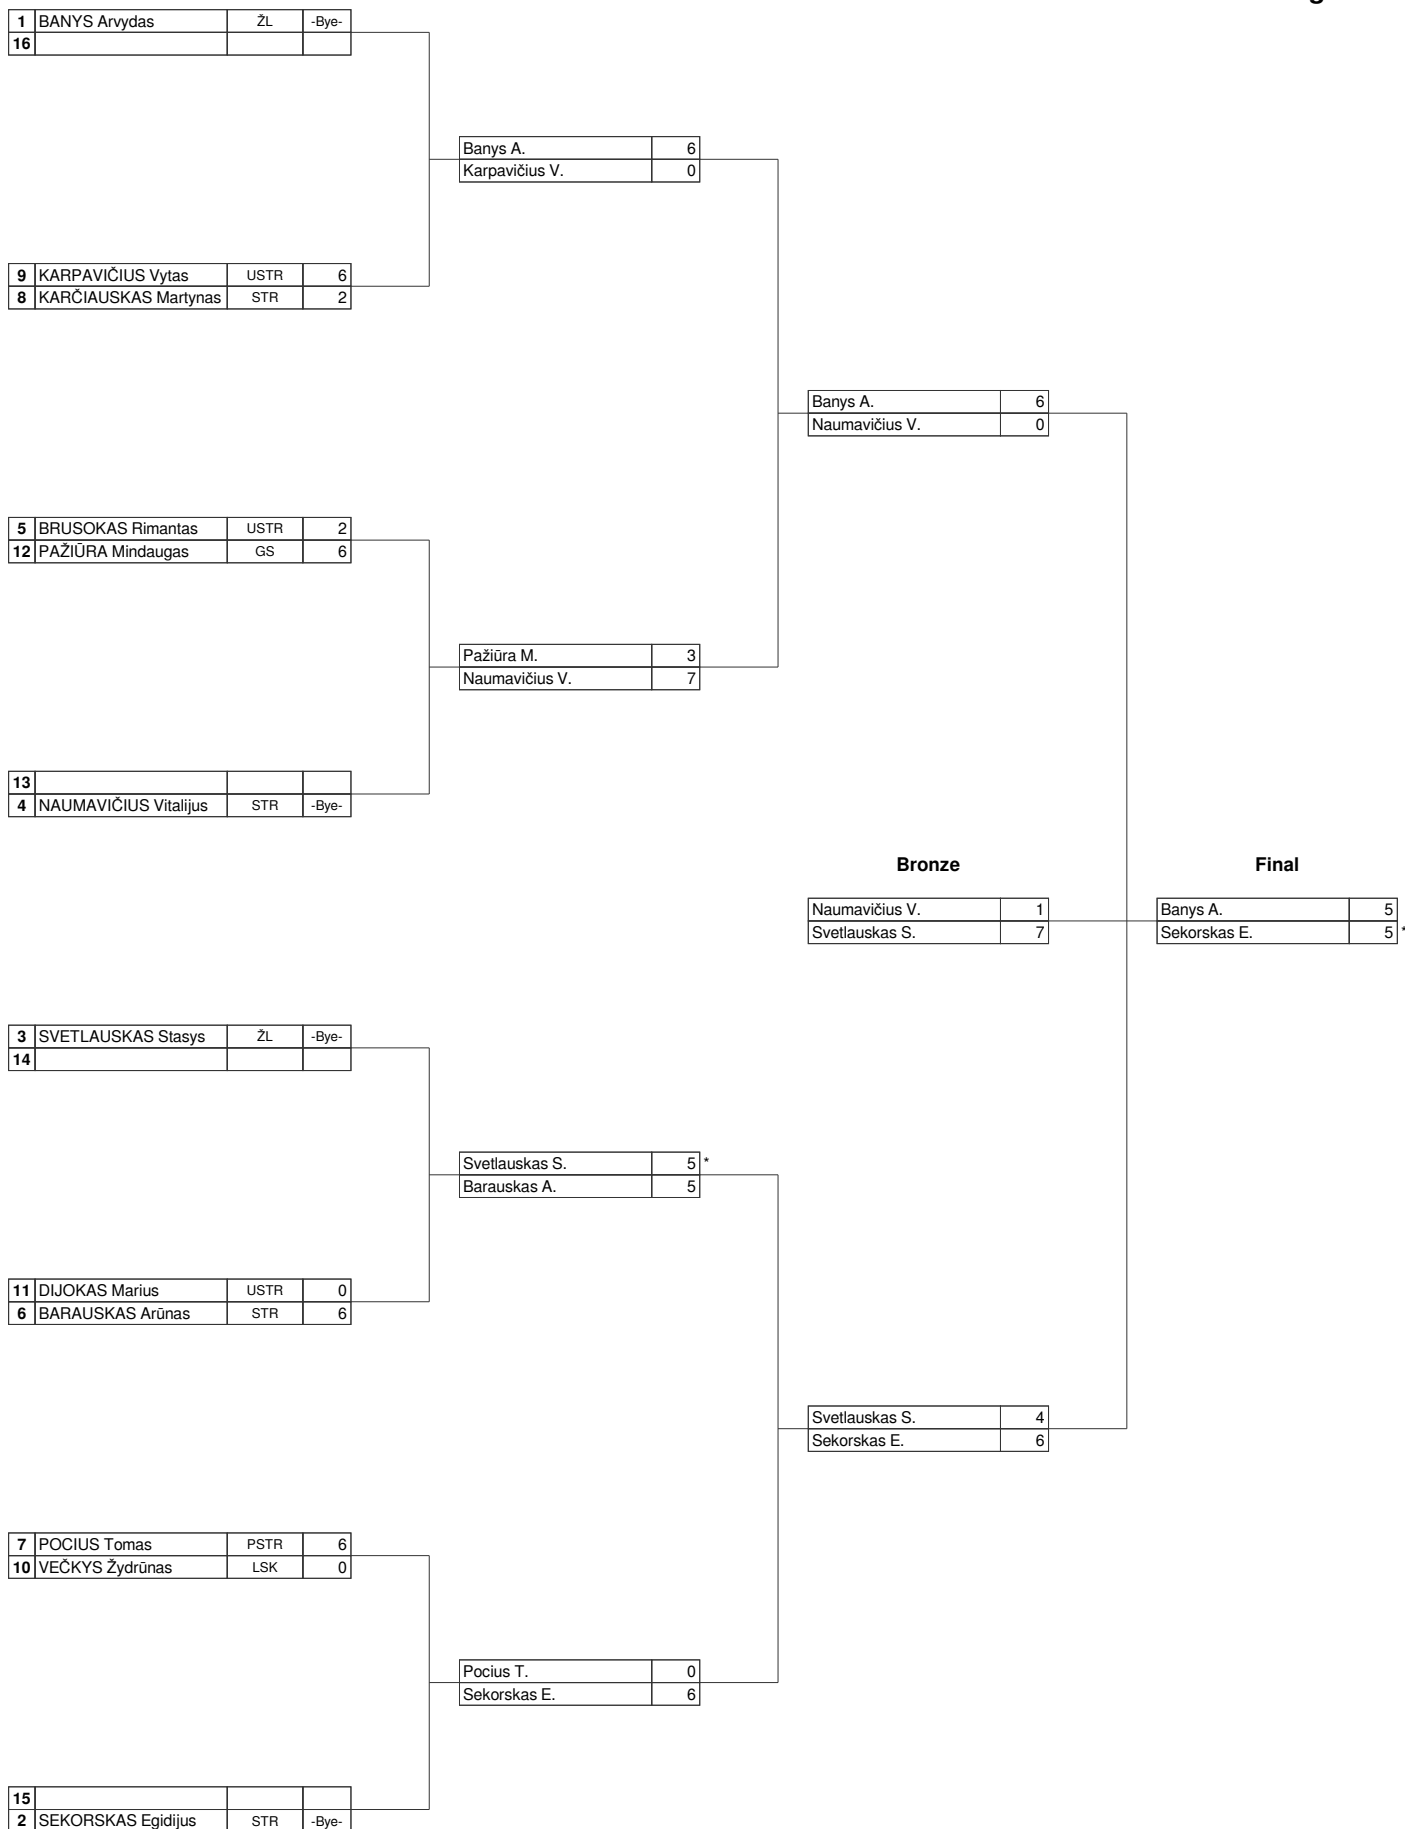 1 BANYS Arvydas ŽL -Bye-
16
Banys A. 6
Karpavičius V. 0
9 KARPAVIČIUS Vytas USTR 6
8 KARČIAUSKAS Martynas STR 2
Banys A. 6
Naumavičius V. 0
5 BRUSOKAS Rimantas USTR 2
12 PAŽIŪRA Mindaugas GS 6
Pažiūra M. 3
Naumavičius V. 7
13
4 NAUMAVIČIUS Vitalijus STR -Bye-
Bronze Final
Naumavičius V. 1 Banys A. 5
Svetlauskas S. 7 Sekorskas E. 5 *
3 SVETLAUSKAS Stasys ŽL -Bye-
14
Svetlauskas S. 5 *
Barauskas A. 5
11 DIJOKAS Marius USTR 0
6 BARAUSKAS Arūnas STR 6
Svetlauskas S. 4
Sekorskas E. 6
7 POCIUS Tomas PSTR 6
10 VEČKYS Žydrūnas LSK 0
Pocius T. 0
Sekorskas E. 6
15
2 SEKORSKAS Egidijus STR -Bye-